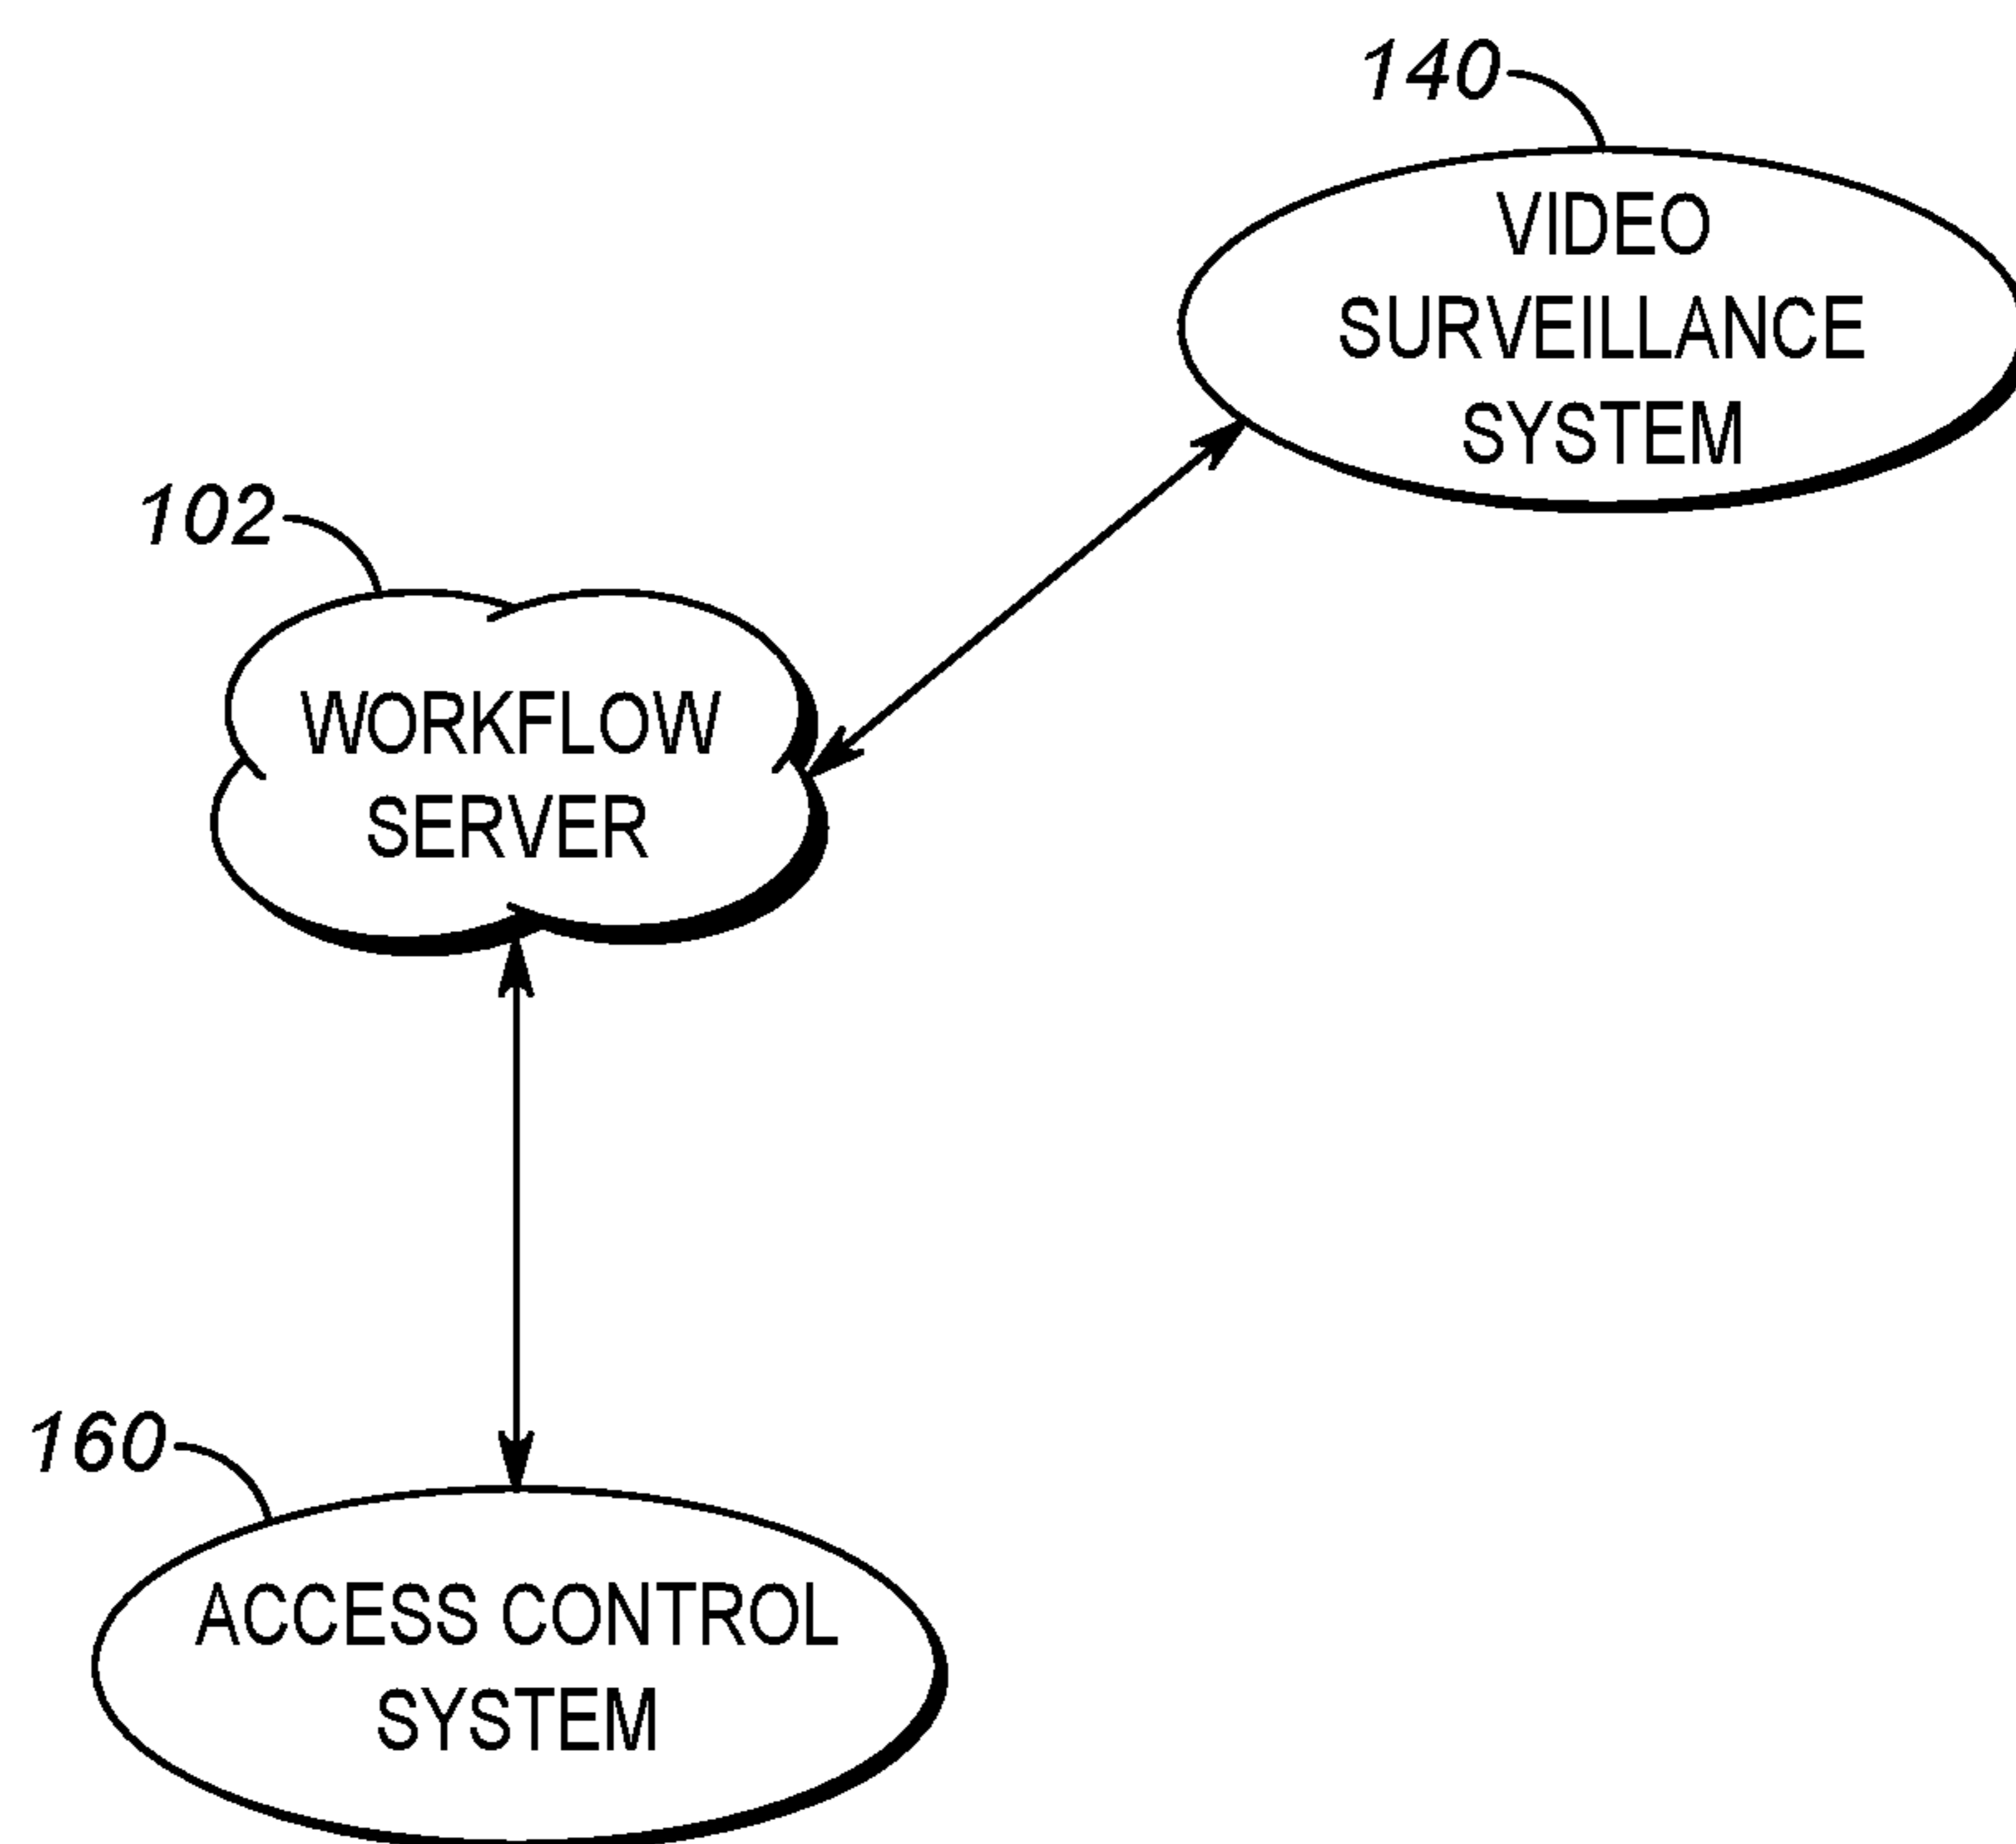 140
VIDEO
SURVEILLANCE
SYSTEM
102
WORKFLOW
SERVER
160
ACCESS CONTROL
SYSTEM